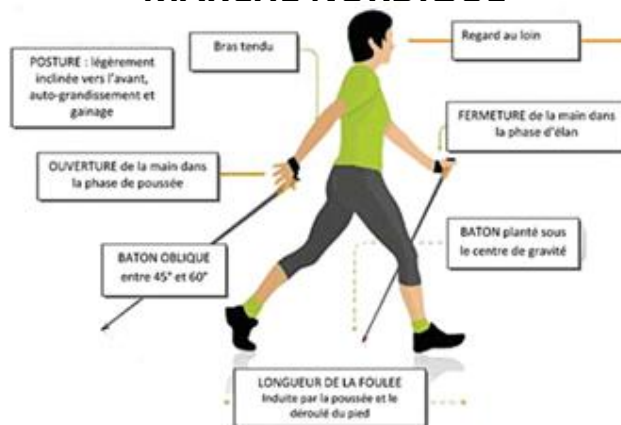 Bras tendu
Regard au loin
POSTURE : légèrement
inclinée vers l'avant,
auto-grandissement et
gainage
FERMETURE de la main dans
la phase d'élan
OUVERTURE de la main dans
la phase de poussée
BATON OBLIQUE
entre 45° et 60°
BATON planté sous
le centre de gravité
LONGUEUR DE LA FOULEE
Induite par la poussée et le
déroulé du pied